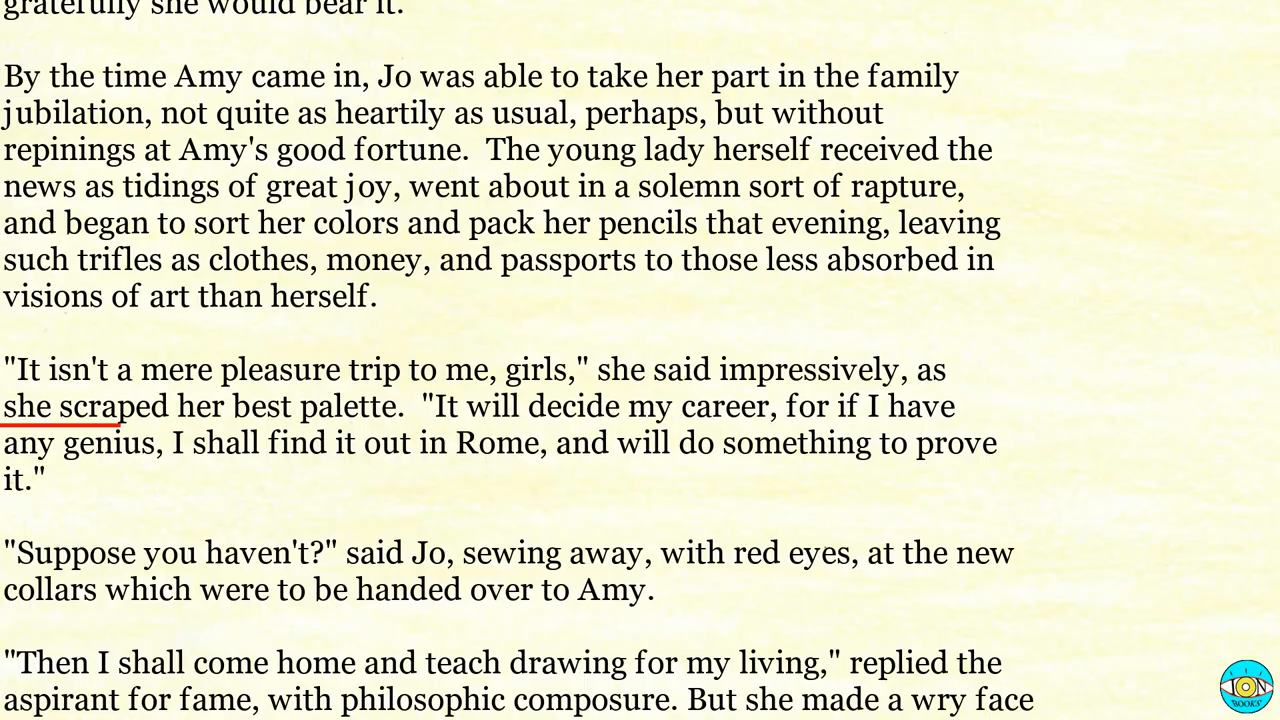 gratefully she would bear it.
By the time Amy came in, Jo was able to take her part in the family
jubilation, not quite as heartily as usual, perhaps, but without
repinings at Amy's good fortune.  The young lady herself received the
news as tidings of great joy, went about in a solemn sort of rapture,
and began to sort her colors and pack her pencils that evening, leaving
such trifles as clothes, money, and passports to those less absorbed in
visions of art than herself.
"It isn't a mere pleasure trip to me, girls," she said impressively, as
she scraped her best palette.  "It will decide my career, for if I have
any genius, I shall find it out in Rome, and will do something to prove
it."
"Suppose you haven't?" said Jo, sewing away, with red eyes, at the new
collars which were to be handed over to Amy.
"Then I shall come home and teach drawing for my living," replied the
aspirant for fame, with philosophic composure. But she made a wry face
ION
BOOKS